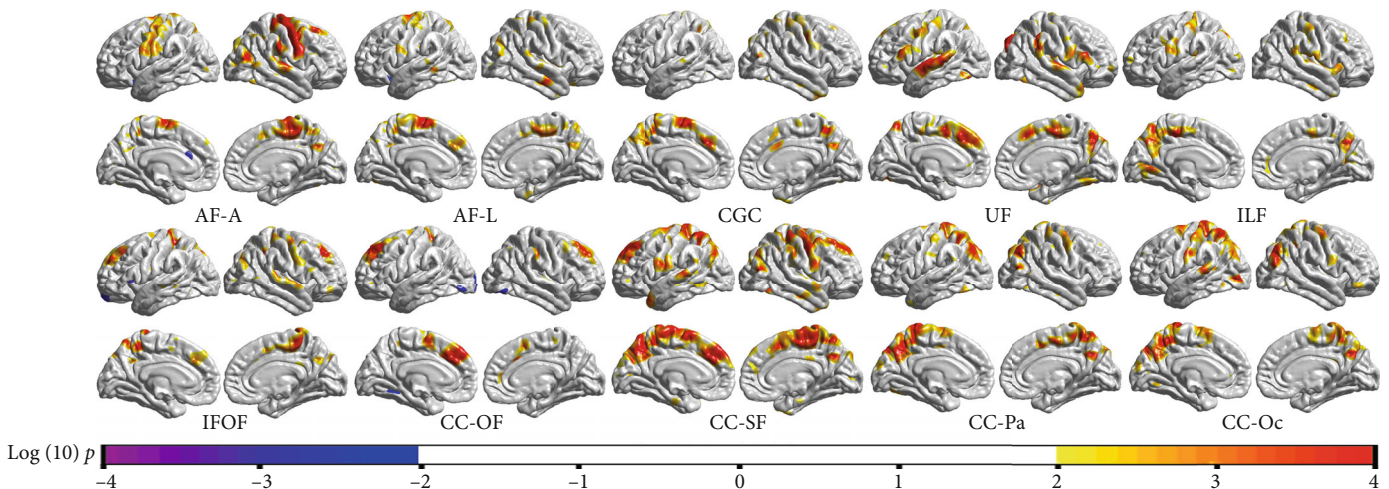 AF-A AF-L CGC UF ILF
IFOF CC-OF CC-SF CC-Pa CC-Oc
Log (10) p
−4 −3 −2 −1 0 1 2 3 4